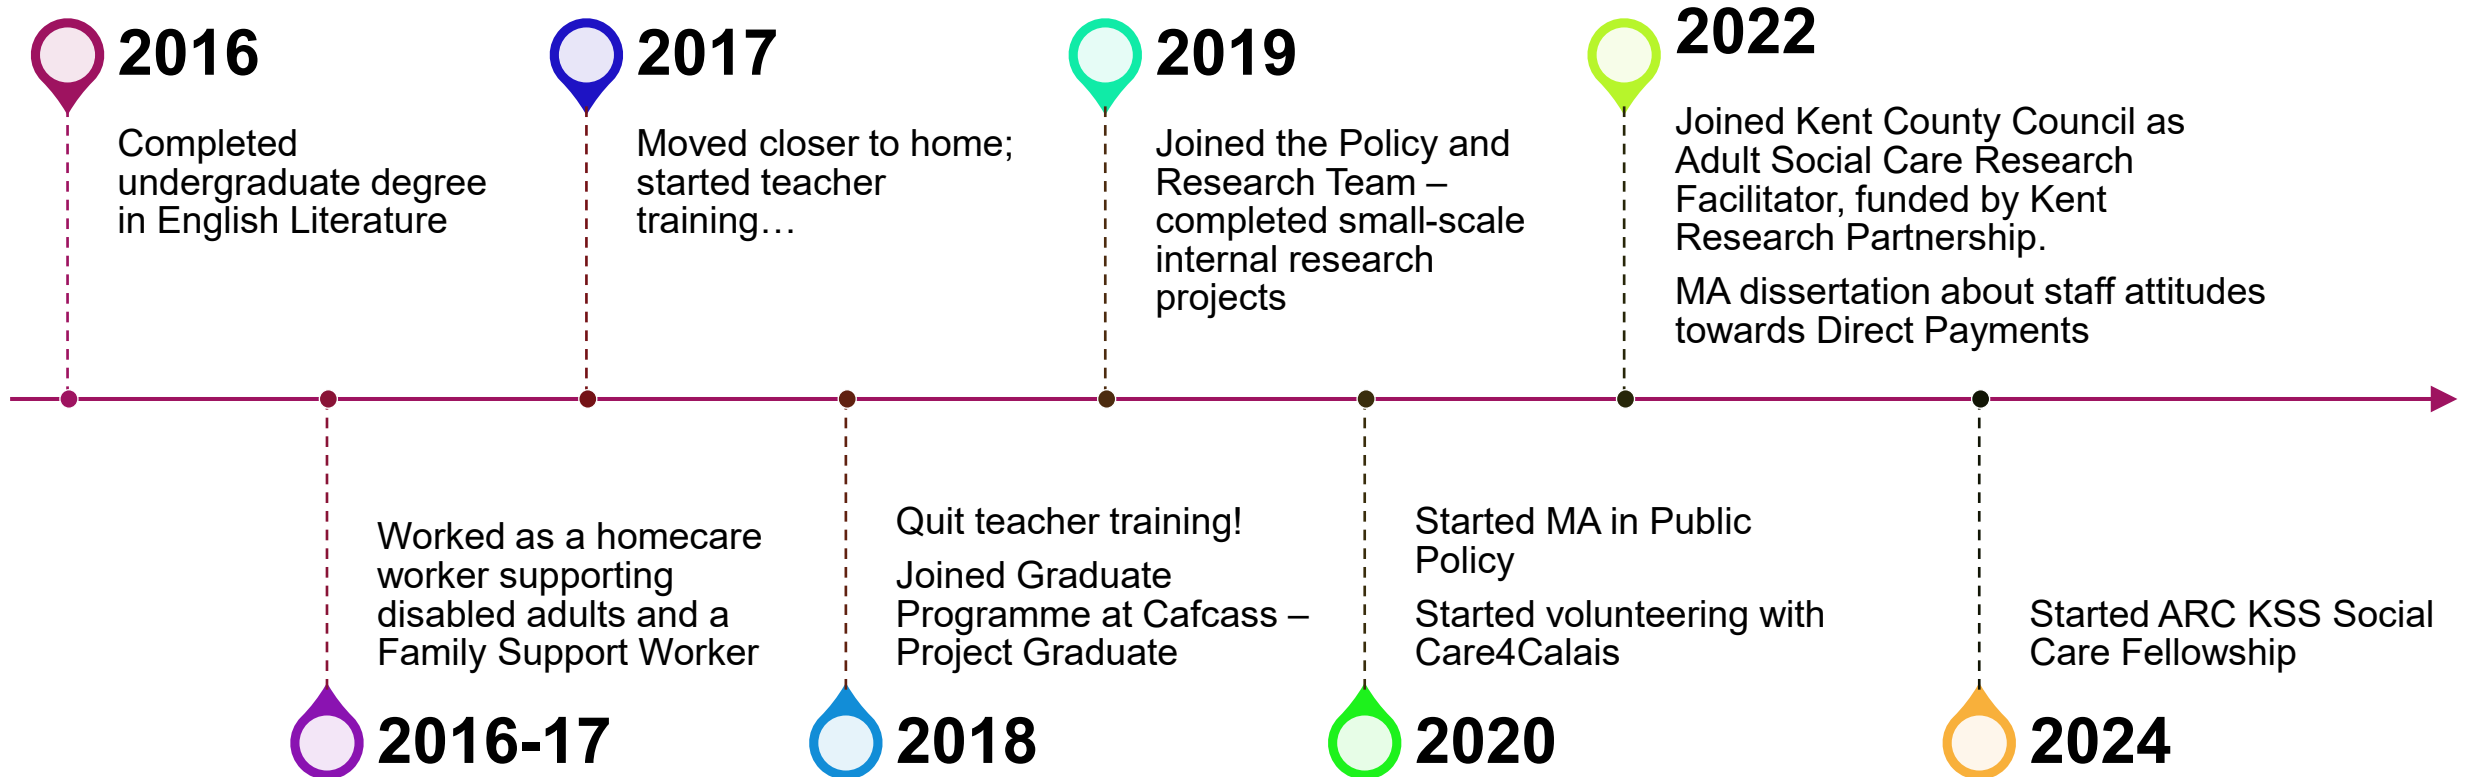 2016
Completed
undergraduate degree
in English Literature
2017
Moved closer to home;
started teacher
training…
2019
Joined the Policy and
Research Team –
completed small-scale
internal research
projects
2022
Joined Kent County Council as
Adult Social Care Research
Facilitator, funded by Kent
Research Partnership.
MA dissertation about staff attitudes
towards Direct Payments
Worked as a homecare
worker supporting
disabled adults and a
Family Support Worker
2016-17
Quit teacher training!
Joined Graduate
Programme at Cafcass –
Project Graduate
2018
Started MA in Public
Policy
Started volunteering with
Care4Calais
2020
Started ARC KSS Social
Care Fellowship
2024